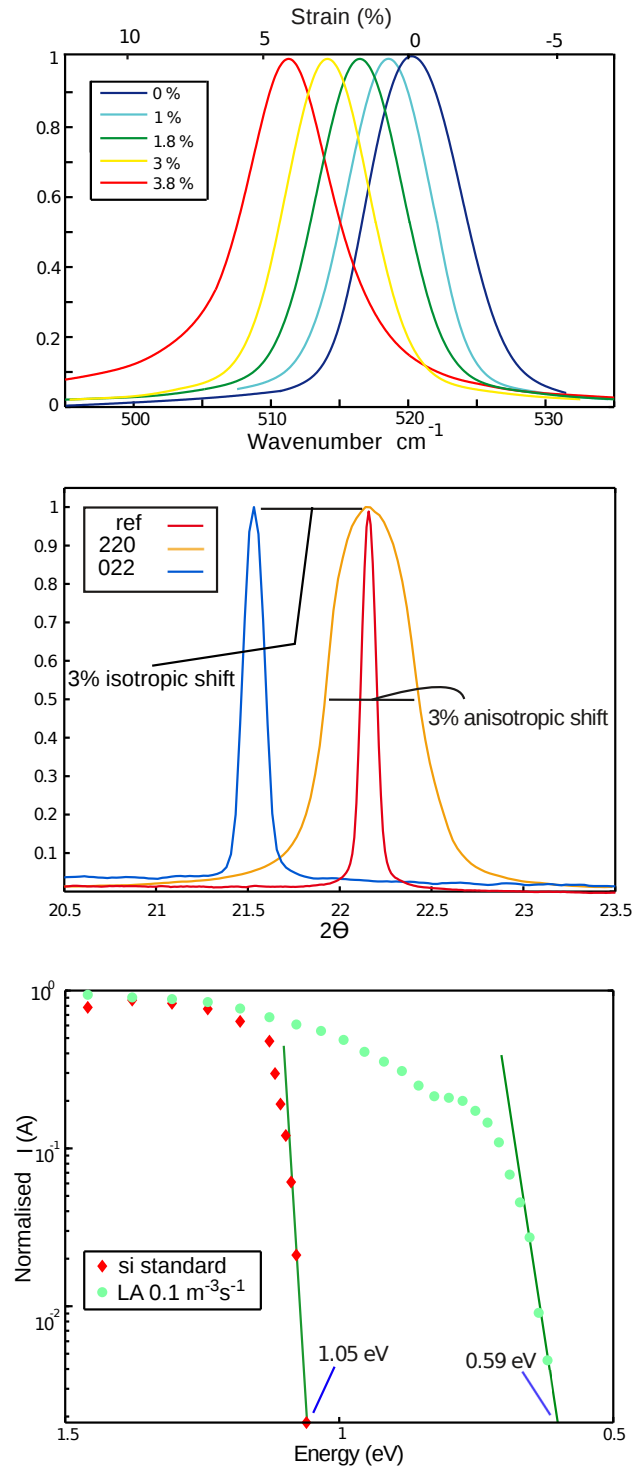 Strain (%)
10 5 0 -5
1
0.8
0.6
0.4
0.2
0
0 %
1 %
1.8 %
3 %
3.8 %
500 510 520 530
Wavenumber cm-1
1
0.9
0.8
0.7
0.6
0.5
0.4
0.3
0.2
0.1
ref
220
022
3% isotropic shift
3% anisotropic shift
20.5 21 21.5 22 22.5 23 23.5
2Θ
10^0
10^-1
10^-2
Normalised I (A)
si standard
LA 0.1 m-3s-1
1.05 eV
0.59 eV
1.5 1 0.5
Energy (eV)